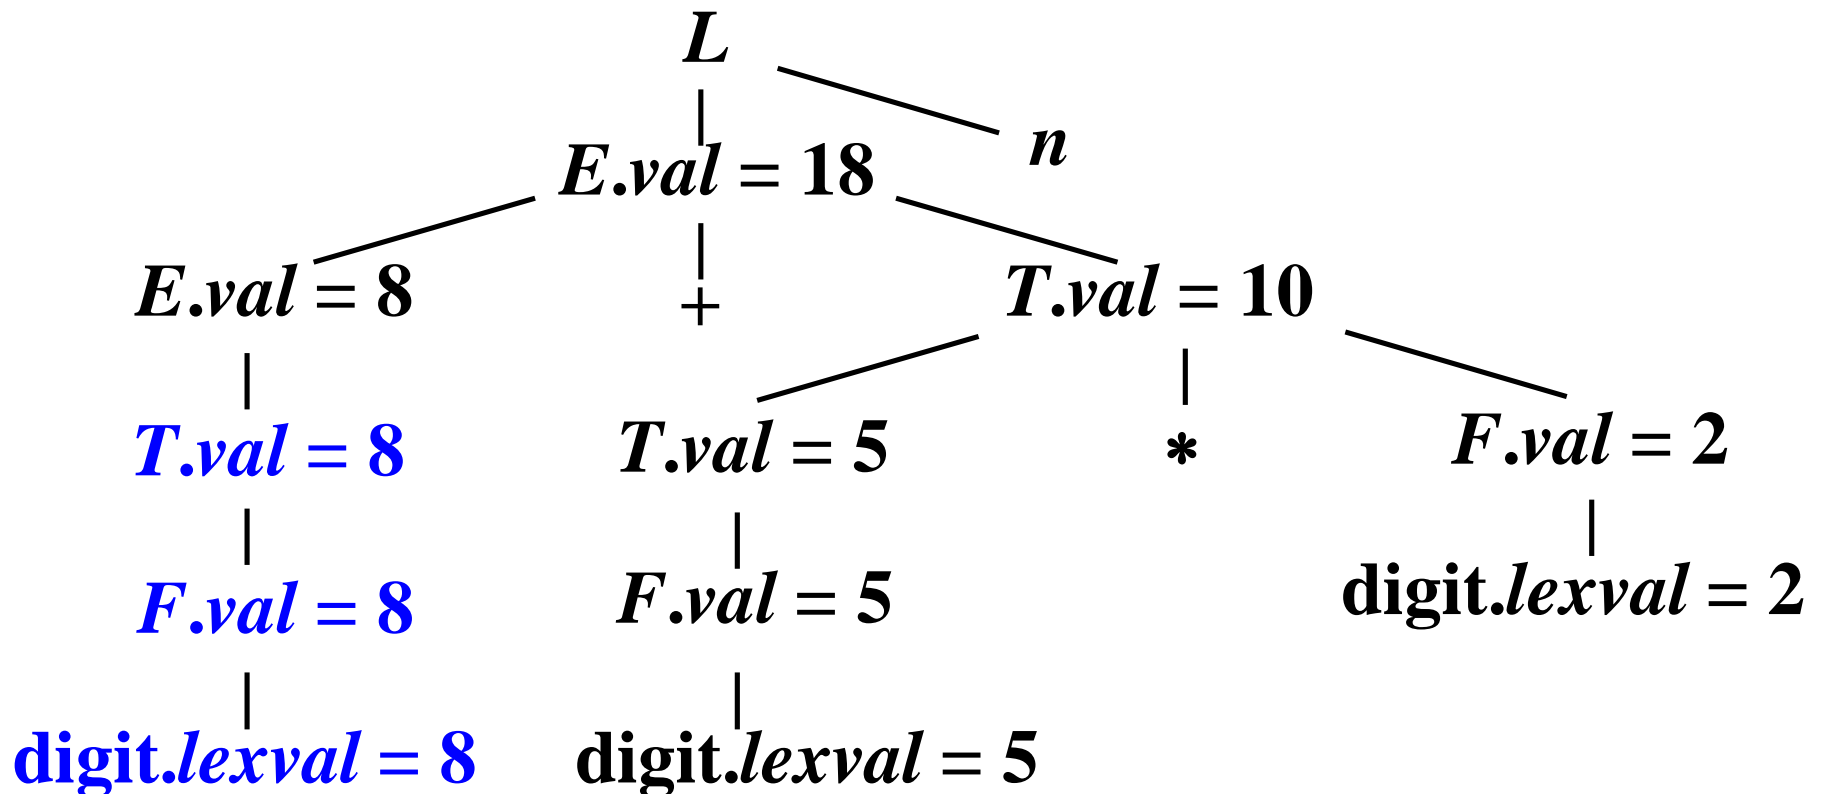 L
n
E.val = 18
E.val = 8 + T.val = 10
T.val = 8 T.val = 5 * F.val = 2
F.val = 8 F.val = 5 digit.lexval = 2
digit.lexval = 8 digit.lexval = 5